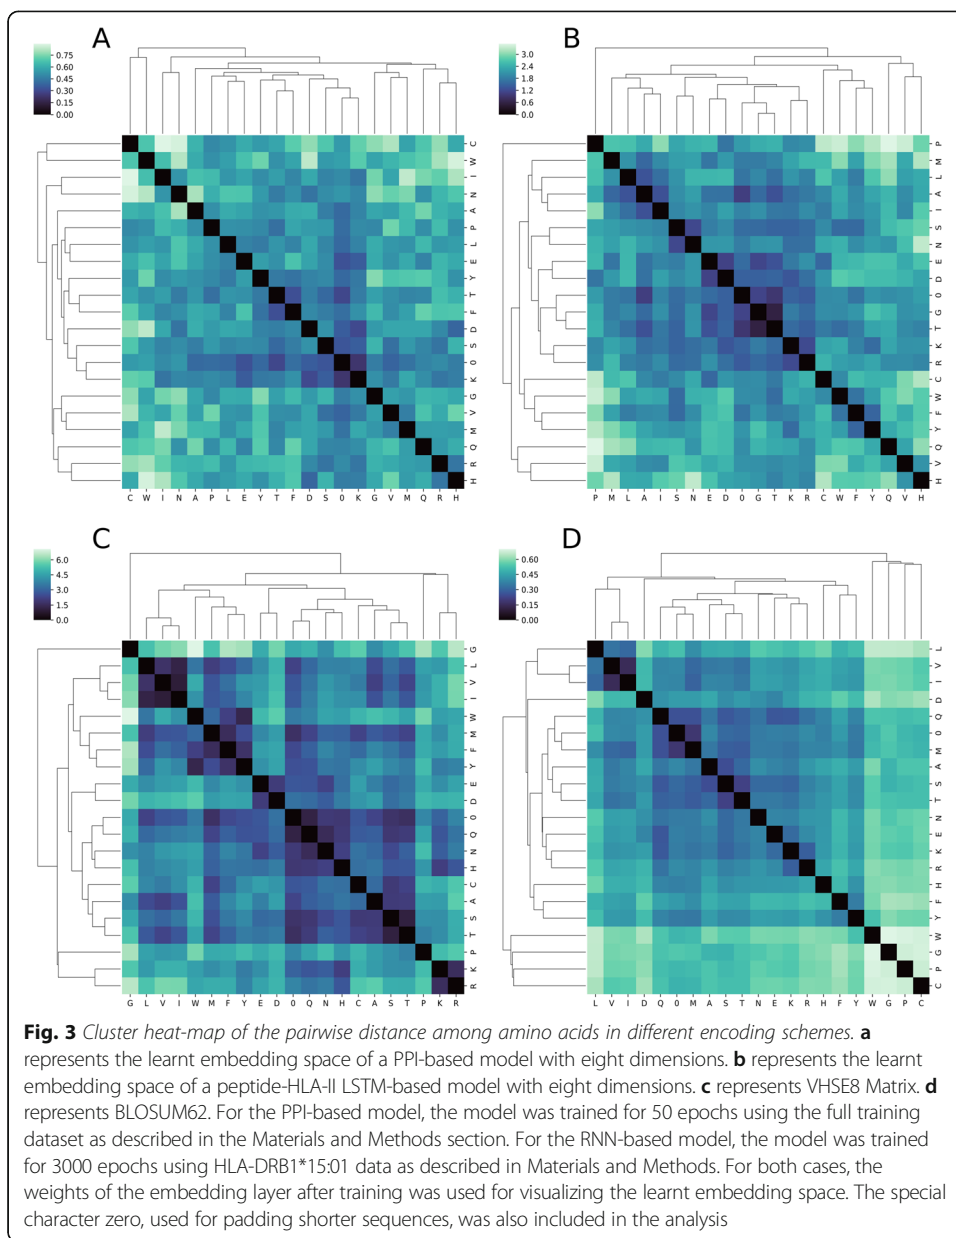 A
0.75
0.60
0.45
0.30
0.15
0.00
C
W
I
N
A
P
L
E
Y
T
F
D
S
0
K
G
V
M
Q
R
H
C W I N A P L E Y T F D S 0 K G V M Q R H
B
3.0
2.4
1.8
1.2
0.6
P
M
L
A
I
S
N
E
D
0
G
T
K
R
C
W
F
Y
Q
V
H
P M L A I S N E D 0 G T K R C W F Y Q V H
C
6.0
4.5
3.0
1.5
0.0
G
L
V
I
W
M
F
Y
E
D
0
Q
N
H
C
A
S
T
P
K
R
G L V I W M F Y E D 0 Q N H C A S T P K R
D
0.60
0.45
0.30
0.15
0.00
L
V
I
D
Q
0
M
A
S
T
N
E
K
R
H
F
Y
W
G
P
C
L V I D Q 0 M A S T N E K R H F Y W G P C
Fig. 3 Cluster heat-map of the pairwise distance among amino acids in different encoding schemes. a
represents the learnt embedding space of a PPI-based model with eight dimensions. b represents the learnt
embedding space of a peptide-HLA-II LSTM-based model with eight dimensions. c represents VHSE8 Matrix. d
represents BLOSUM62. For the PPI-based model, the model was trained for 50 epochs using the full training
dataset as described in the Materials and Methods section. For the RNN-based model, the model was trained
for 3000 epochs using HLA-DRB1*15:01 data as described in Materials and Methods. For both cases, the
weights of the embedding layer after training was used for visualizing the learnt embedding space. The special
character zero, used for padding shorter sequences, was also included in the analysis